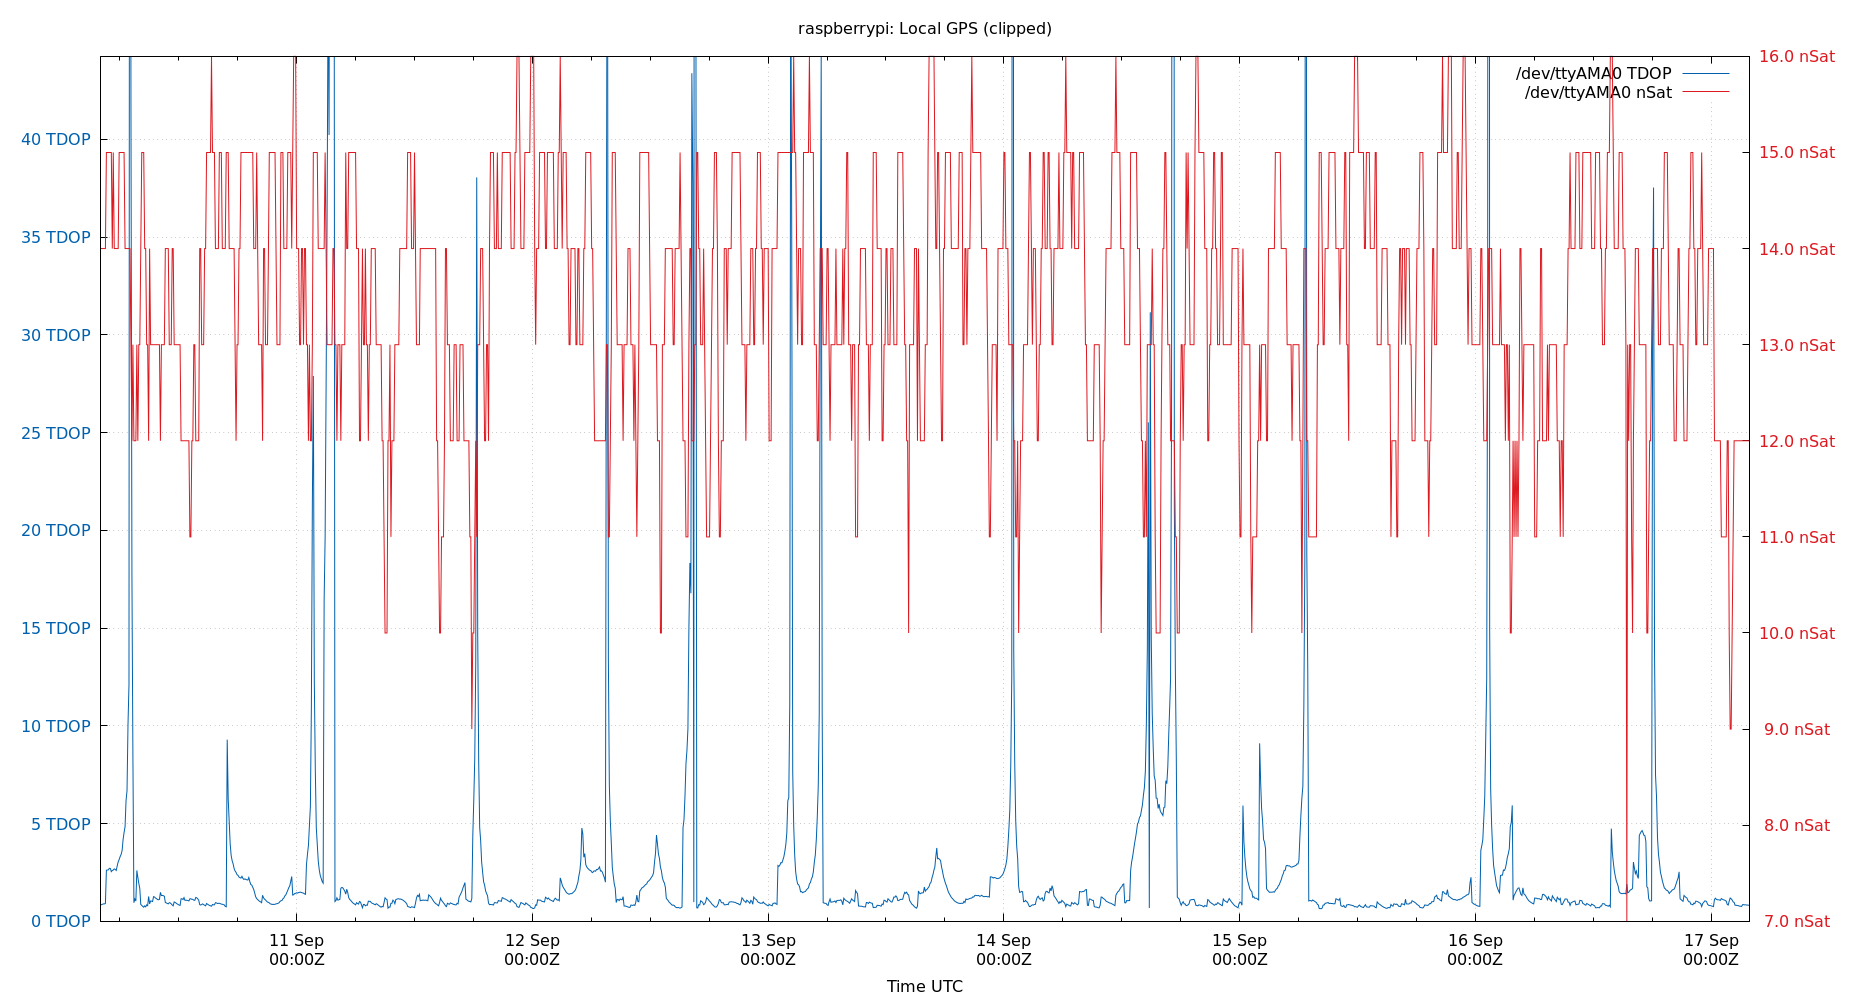 raspberrypi: Local GPS (clipped)
16.0 nSat
/dev/ttyAMA0 TDOP
/dev/ttyAMA0 nSat
40 TDOP
15.0 nSat
35 TDOP
14.0 nSat
30 TDOP
13.0 nSat
25 TDOP
12.0 nSat
20 TDOP
11.0 nSat
15 TDOP
10.0 nSat
10 TDOP
9.0 nSat
5 TDOP
8.0 nSat
0 TDOP
7.0 nSat
11 Sep 12 Sep 13 Sep 14 Sep 15 Sep 16 Sep 17 Sep
00:00Z 00:00Z 00:00Z 00:00Z 00:00Z 00:00Z 00:00Z
Time UTC